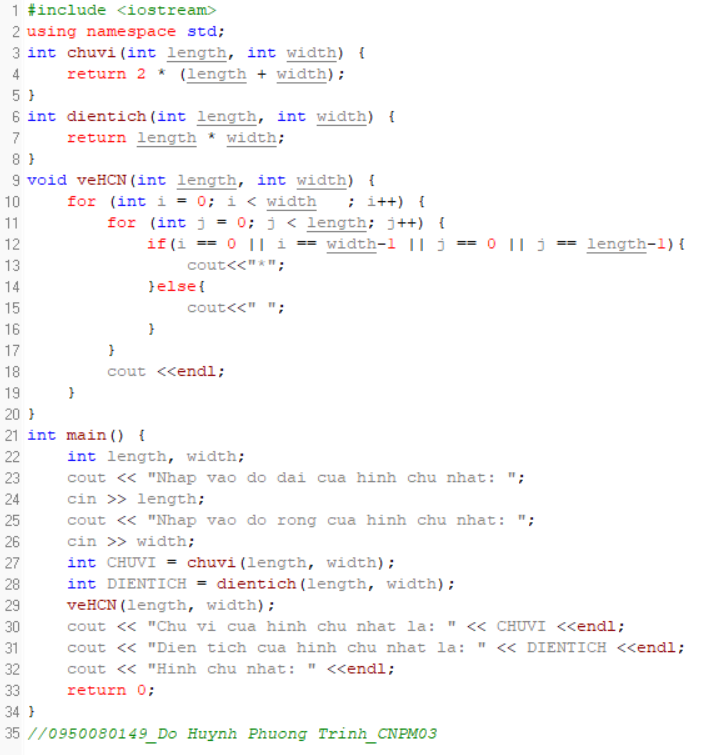 1 #include <iostream>
2 using namespace std;
3 int chuvi(int length, int width) {
4     return 2 * (length + width);
5 }
6 int dientich(int length, int width) {
7     return length * width;
8 }
9 void veHCN(int length, int width) {
10     for (int i = 0; i < width   ; i++) {
11         for (int j = 0; j < length; j++) {
12             if(i == 0 || i == width-1 || j == 0 || j == length-1){
13                 cout<<"*";
14             }else{
15                 cout<<" ";
16             }
17         }
18         cout <<endl;
19     }
20 }
21 int main() {
22     int length, width;
23     cout << "Nhap vao do dai cua hinh chu nhat: ";
24     cin >> length;
25     cout << "Nhap vao do rong cua hinh chu nhat: ";
26     cin >> width;
27     int CHUVI = chuvi(length, width);
28     int DIENTICH = dientich(length, width);
29     veHCN(length, width);
30     cout << "Chu vi cua hinh chu nhat la: " << CHUVI <<endl;
31     cout << "Dien tich cua hinh chu nhat la: " << DIENTICH <<endl;
32     cout << "Hinh chu nhat: " <<endl;
33     return 0;
34 }
35 //0950080149_Do Huynh Phuong Trinh_CNPM03